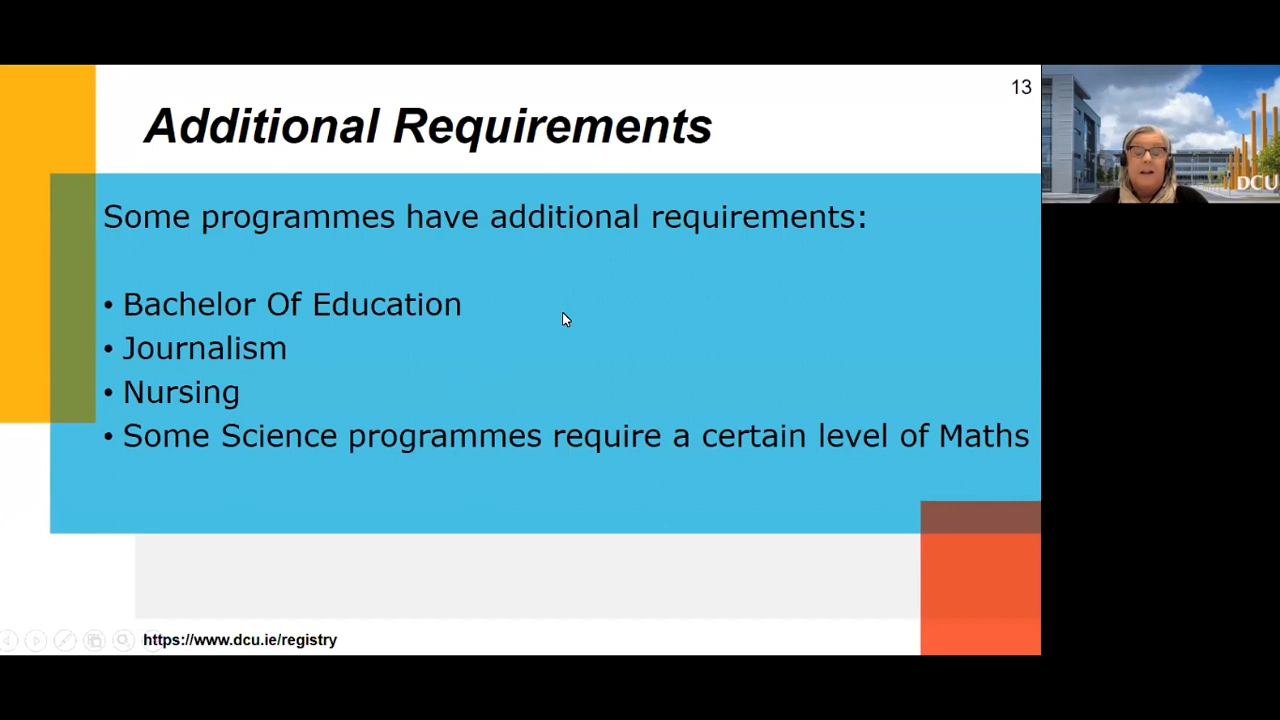 13
Additional Requirements
Some programmes have additional requirements:
• Bachelor Of Education
• Journalism
• Nursing
• Some Science programmes require a certain level of Maths
https://www.dcu.ie/registry
DCU